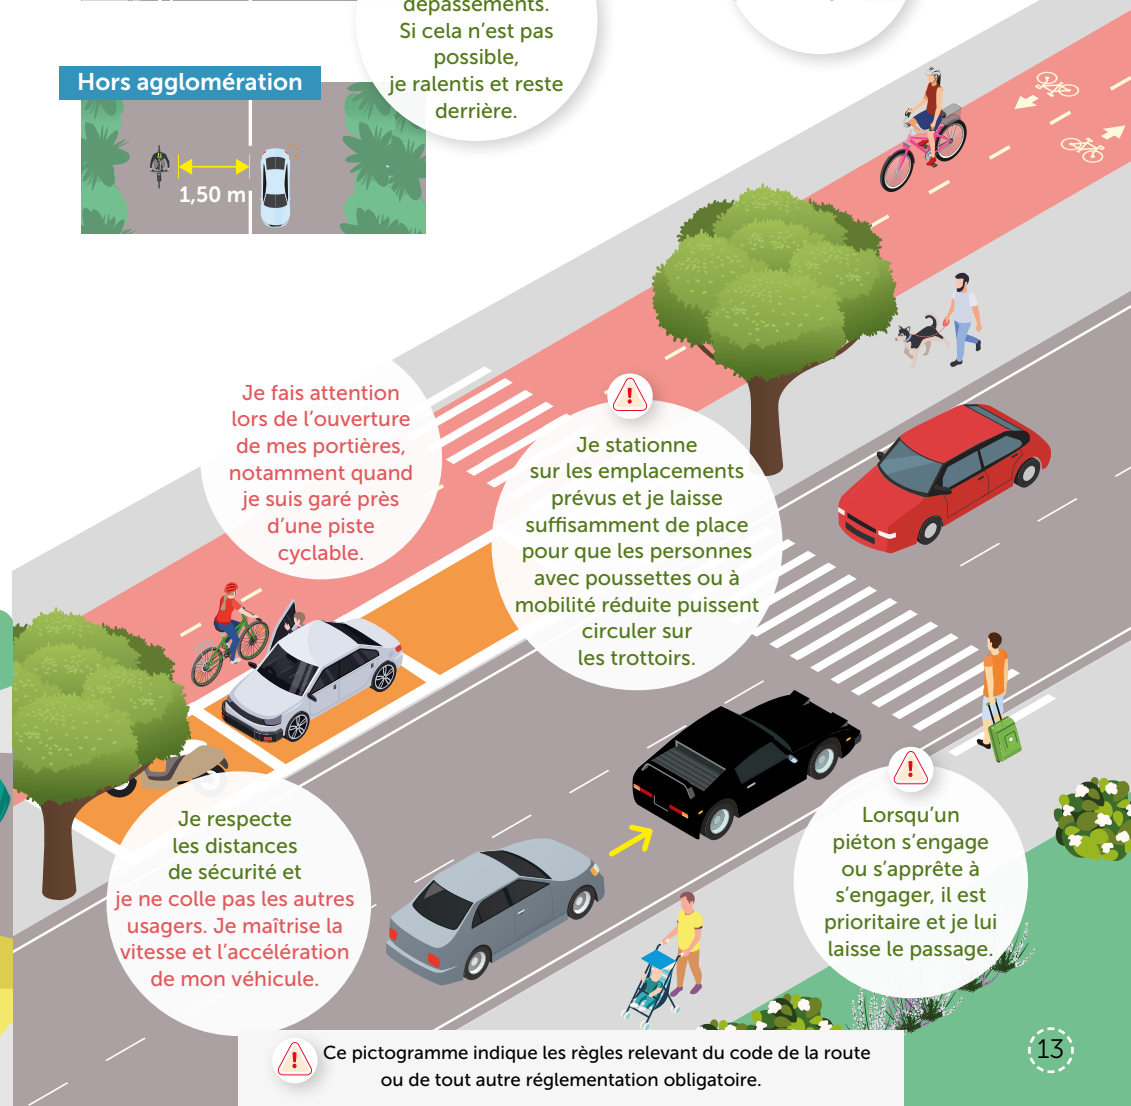 dépassements.
Si cela n'est pas
possible,
je ralentis et reste
derrière.
Hors agglomération
1,50 m
Je fais attention
lors de l'ouverture
de mes portières,
notamment quand
je suis garé près
d'une piste
cyclable.
Je stationne
sur les emplacements
prévus et je laisse
suffisamment de place
pour que les personnes
avec poussettes ou à
mobilité réduite puissent
circuler sur
les trottoirs.
Je respecte
les distances
de sécurité et
je ne colle pas les autres
usagers. Je maîtrise la
vitesse et l'accélération
de mon véhicule.
Lorsqu'un
piéton s'engage
ou s'apprête à
s'engager, il est
prioritaire et je lui
laisse le passage.
Ce pictogramme indique les règles relevant du code de la route
ou de tout autre réglementation obligatoire.
13